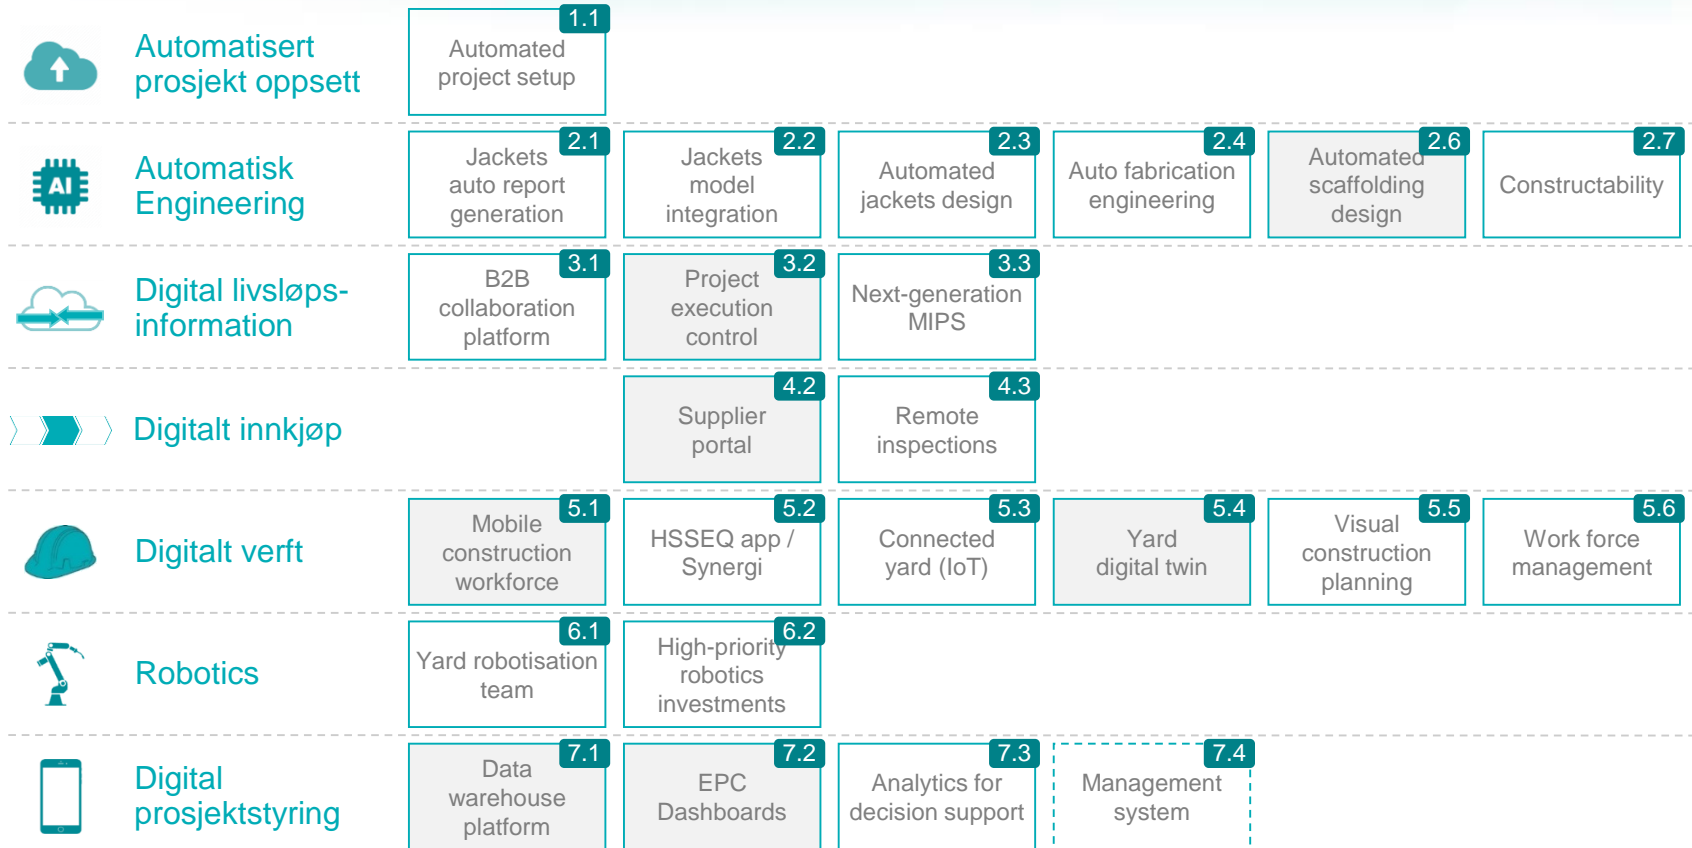 Automatisert
prosjekt oppsett
1.1
Automated
project setup
AI
Automatisk
Engineering
2.1
Jackets
auto report
generation
2.2
Jackets
model
integration
2.3
Automated
jackets design
2.4
Auto fabrication
engineering
2.6
Automated
scaffolding
design
2.7
Constructability
Digital livsløps-
information
3.1
B2B
collaboration
platform
3.2
Project
execution
control
3.3
Next-generation
MIPS
Digitalt innkjøp
4.2
Supplier
portal
4.3
Remote
inspections
Digitalt verft
5.1
Mobile
construction
workforce
5.2
HSSEQ app /
Synergi
5.3
Connected
yard (IoT)
5.4
Yard
digital twin
5.5
Visual
construction
planning
5.6
Work force
management
Robotics
6.1
Yard robotisation
team
6.2
High-priority
robotics
investments
Digital
prosjektstyring
7.1
Data
warehouse
platform
7.2
EPC
Dashboards
7.3
Analytics for
decision support
7.4
Management
system